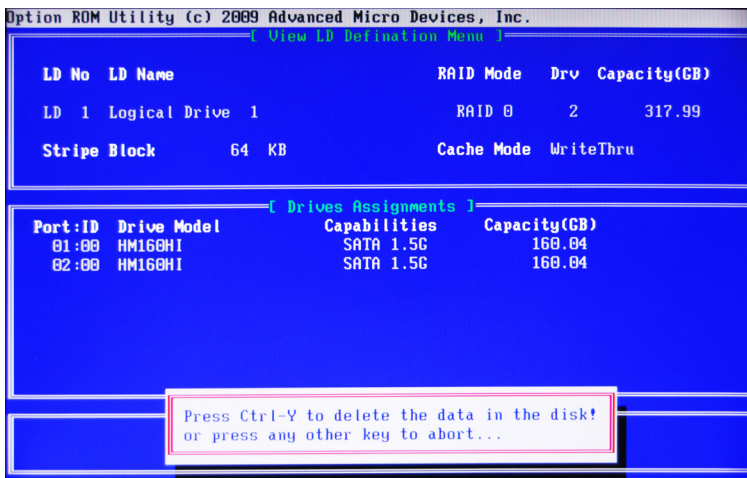 Option ROM Utility (c) 2009 Advanced Micro Devices, Inc.
[ View LD Defination Menu ]
LD No LD Name RAID Mode Drv Capacity(GB)
LD 1 Logical Drive 1 RAID 0 2 317.99
Stripe Block 64 KB Cache Mode WriteThru
[ Drives Assignments ]
Port:ID Drive Model Capabilities Capacity(GB)
01:00 HM160HI SATA 1.5G 160.04
02:00 HM160HI SATA 1.5G 160.04
Press Ctrl-Y to delete the data in the disk!
or press any other key to abort...